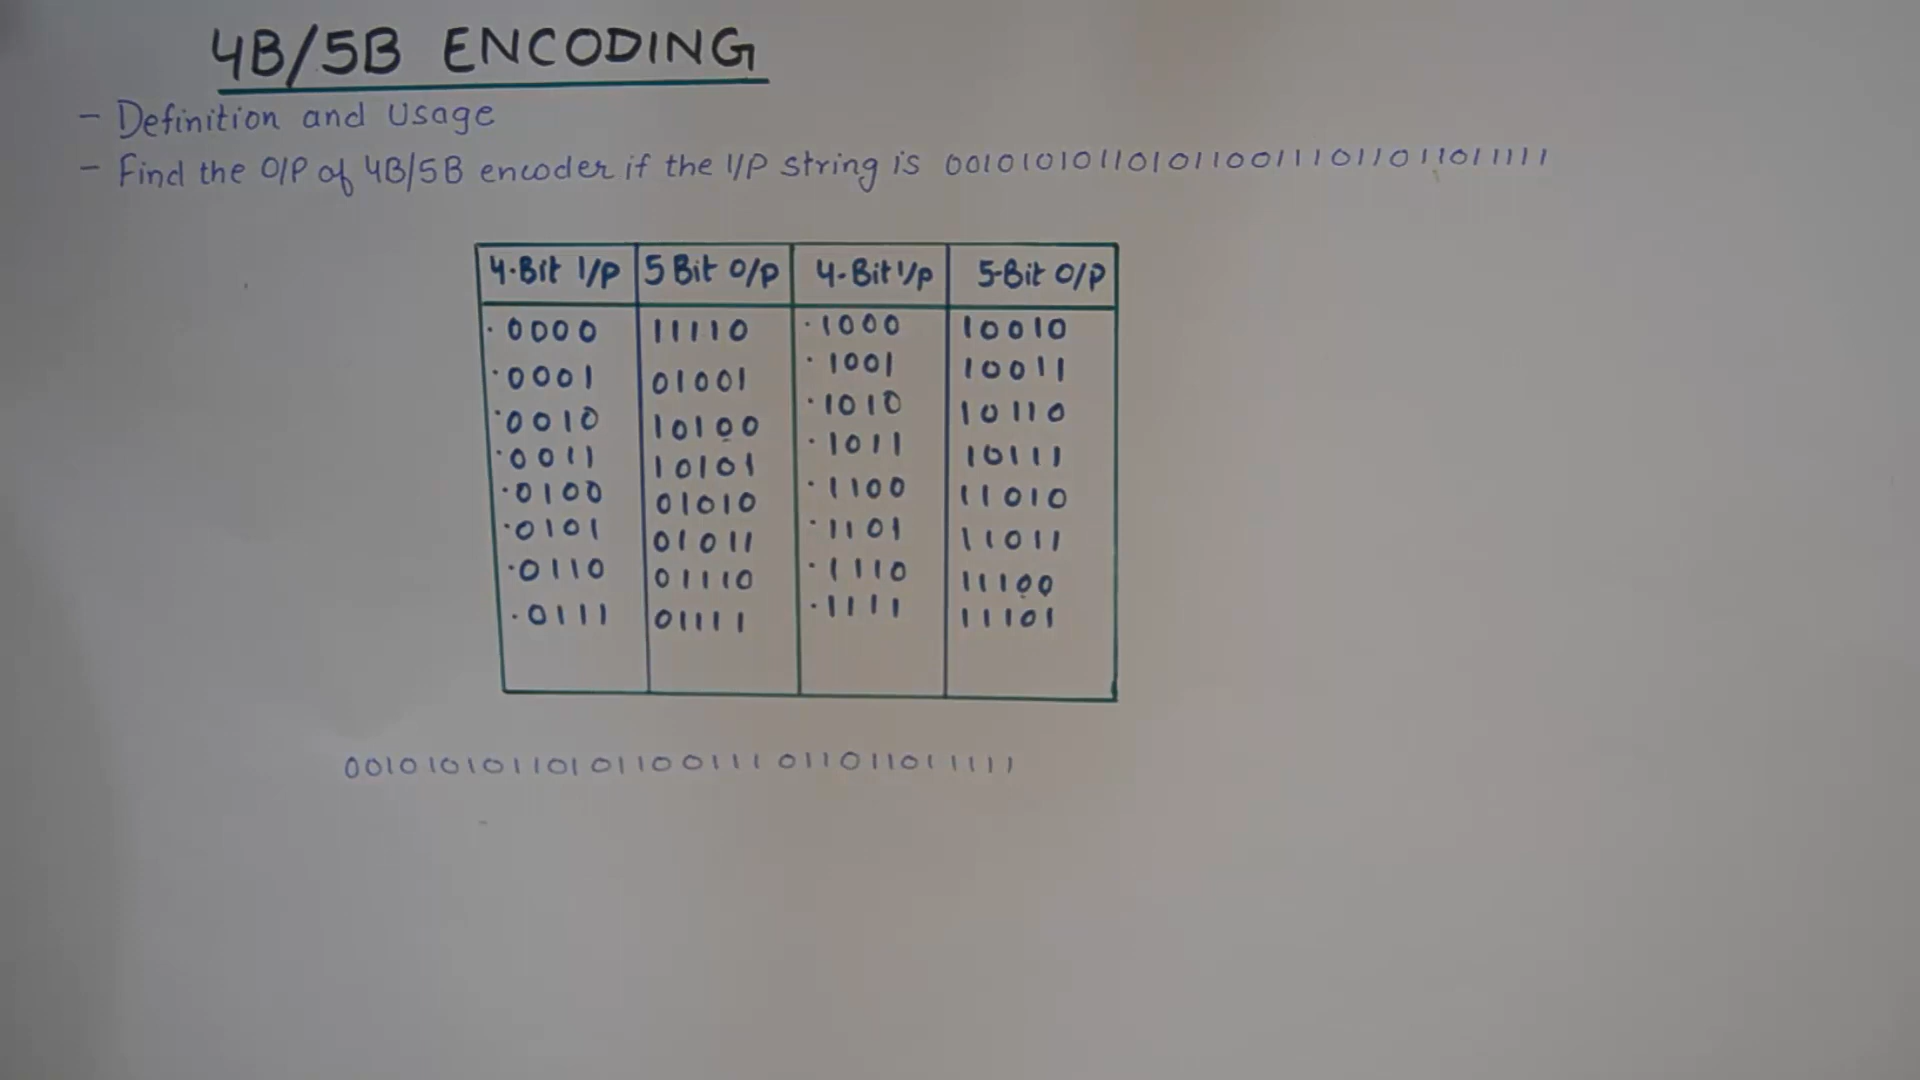 4B/5B ENCODING
- Definition and Usage
- Find the O/P of 4B/5B encoder if the I/P string is 00101010110101100111011011011111
4-Bit I/P 5 Bit O/P 4-Bit I/P 5-Bit O/P
·0000 11110 ·1000 10010
·0001 01001 ·1001 10011
·0010 10100 ·1010 10110
·0011 10101 ·1011 10111
·0100 01010 ·1100 11010
·0101 01011 ·1101 11011
·0110 01110 ·1110 11100
·0111 01111 ·1111 11101
00101010110101100111011011011111